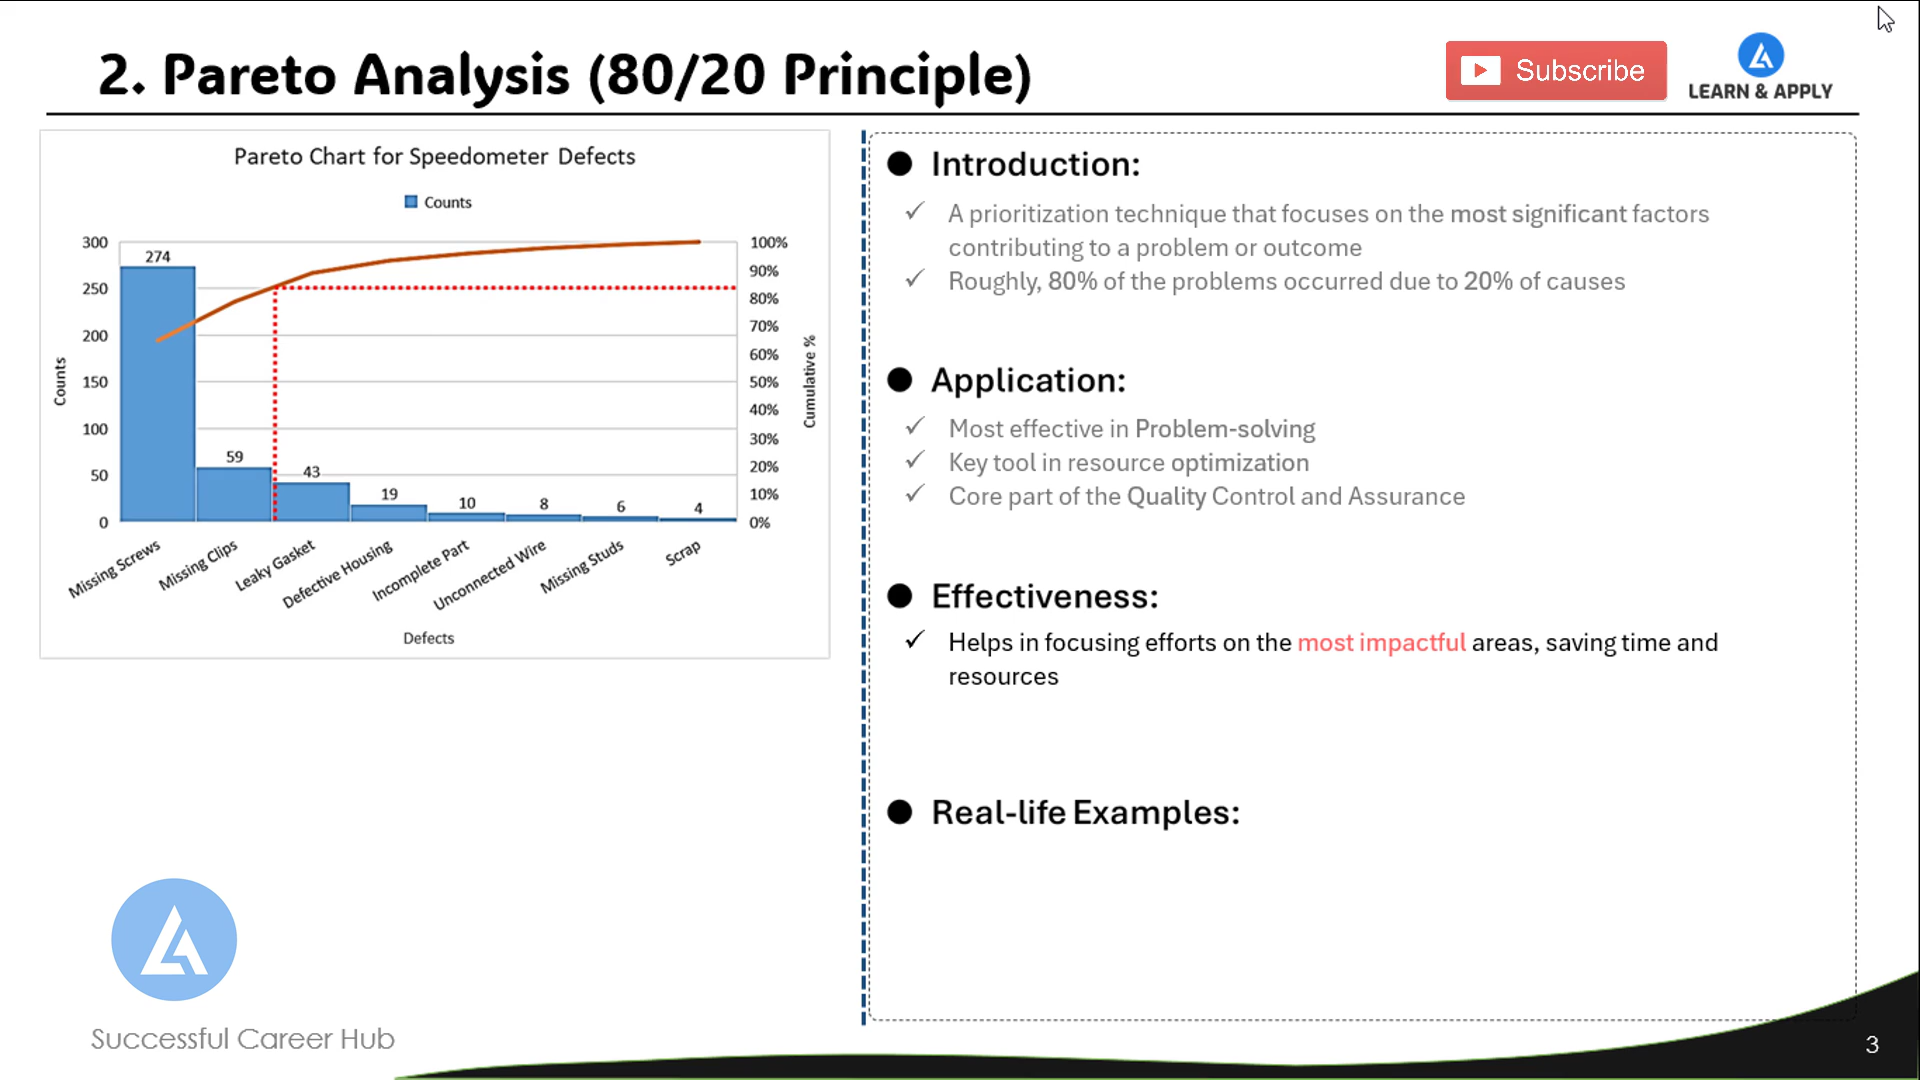 2. Pareto Analysis (80/20 Principle)
Subscribe
LEARN & APPLY
Pareto Chart for Speedometer Defects
Counts
300
250
200
150
100
50
0
Counts
274
59
43
19
10
8
6
4
100%
90%
80%
70%
60%
50%
40%
30%
20%
10%
0%
Cumulative %
Missing Screws
Missing Clips
Leaky Gasket
Defective Housing
Incomplete Part
Unconnected Wire
Missing Studs
Scrap
Defects
Successful Career Hub
● Introduction:
✓ A prioritization technique that focuses on the most significant factors
contributing to a problem or outcome
✓ Roughly, 80% of the problems occurred due to 20% of causes
● Application:
✓ Most effective in Problem-solving
✓ Key tool in resource optimization
✓ Core part of the Quality Control and Assurance
● Effectiveness:
✓ Helps in focusing efforts on the most impactful areas, saving time and
resources
● Real-life Examples:
3